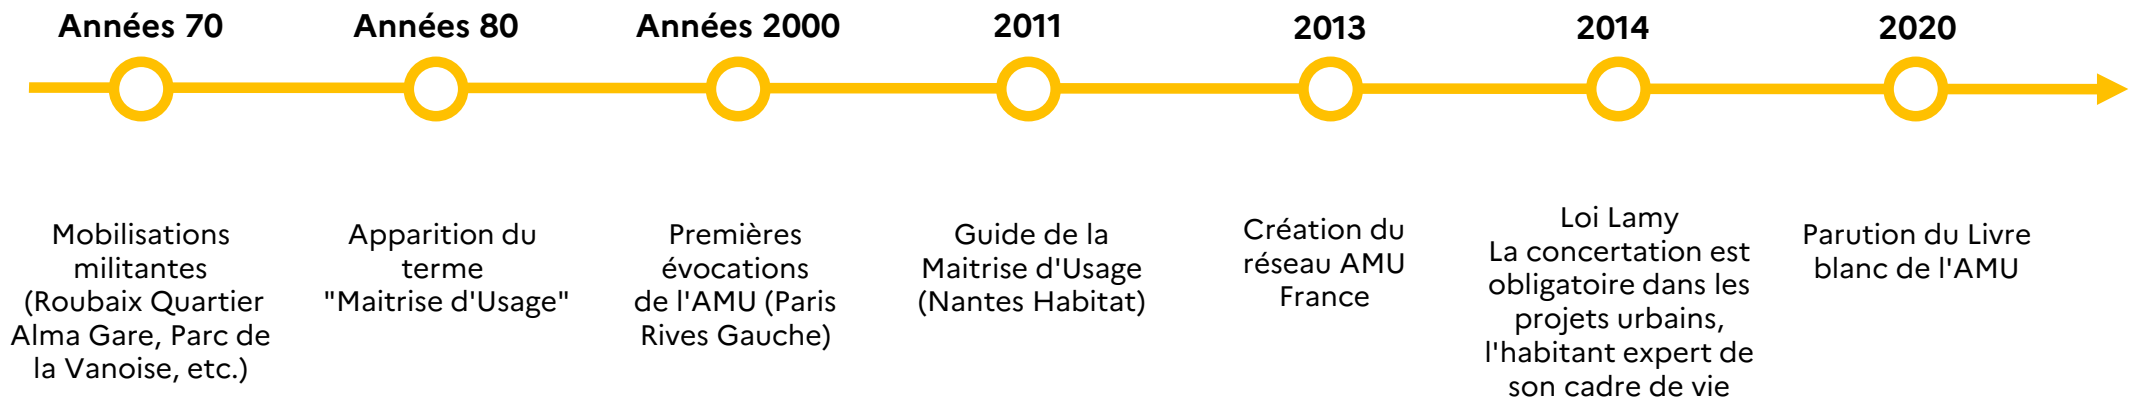 Années 70
Mobilisations
militantes
(Roubaix Quartier
Alma Gare, Parc de
la Vanoise, etc.)
Années 80
Apparition du
terme
"Maitrise d'Usage"
Années 2000
Premières
évocations
de l'AMU (Paris
Rives Gauche)
2011
Guide de la
Maitrise d'Usage
(Nantes Habitat)
2013
Création du
réseau AMU
France
2014
Loi Lamy
La concertation est
obligatoire dans les
projets urbains,
l'habitant expert de
son cadre de vie
2020
Parution du Livre
blanc de l'AMU